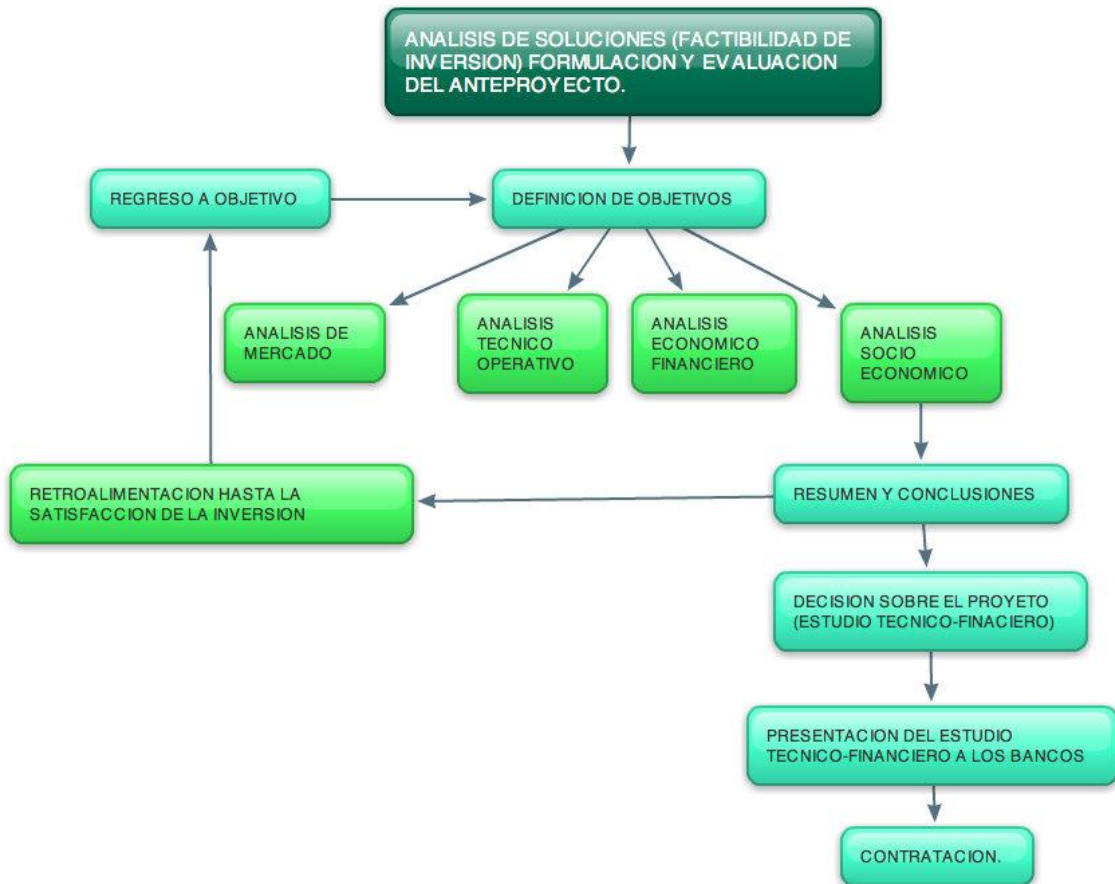 ANALISIS DE SOLUCIONES (FACTIBILIDAD DE
INVERSION) FORMULACION Y EVALUACION
DEL ANTEPROYECTO.
REGRESO A OBJETIVO
DEFINICION DE OBJETIVOS
ANALISIS DE
MERCADO
ANALISIS
TECNICO
OPERATIVO
ANALISIS
ECONOMICO
FINANCIERO
ANALISIS
SOCIO
ECONOMICO
RETROALIMENTACION HASTA LA
SATISFACCION DE LA INVERSION
RESUMEN Y CONCLUSIONES
DECISION SOBRE EL PROYETO
(ESTUDIO TECNICO-FINACIERO)
PRESENTACION DEL ESTUDIO
TECNICO-FINANCIERO A LOS BANCOS
CONTRATACION.